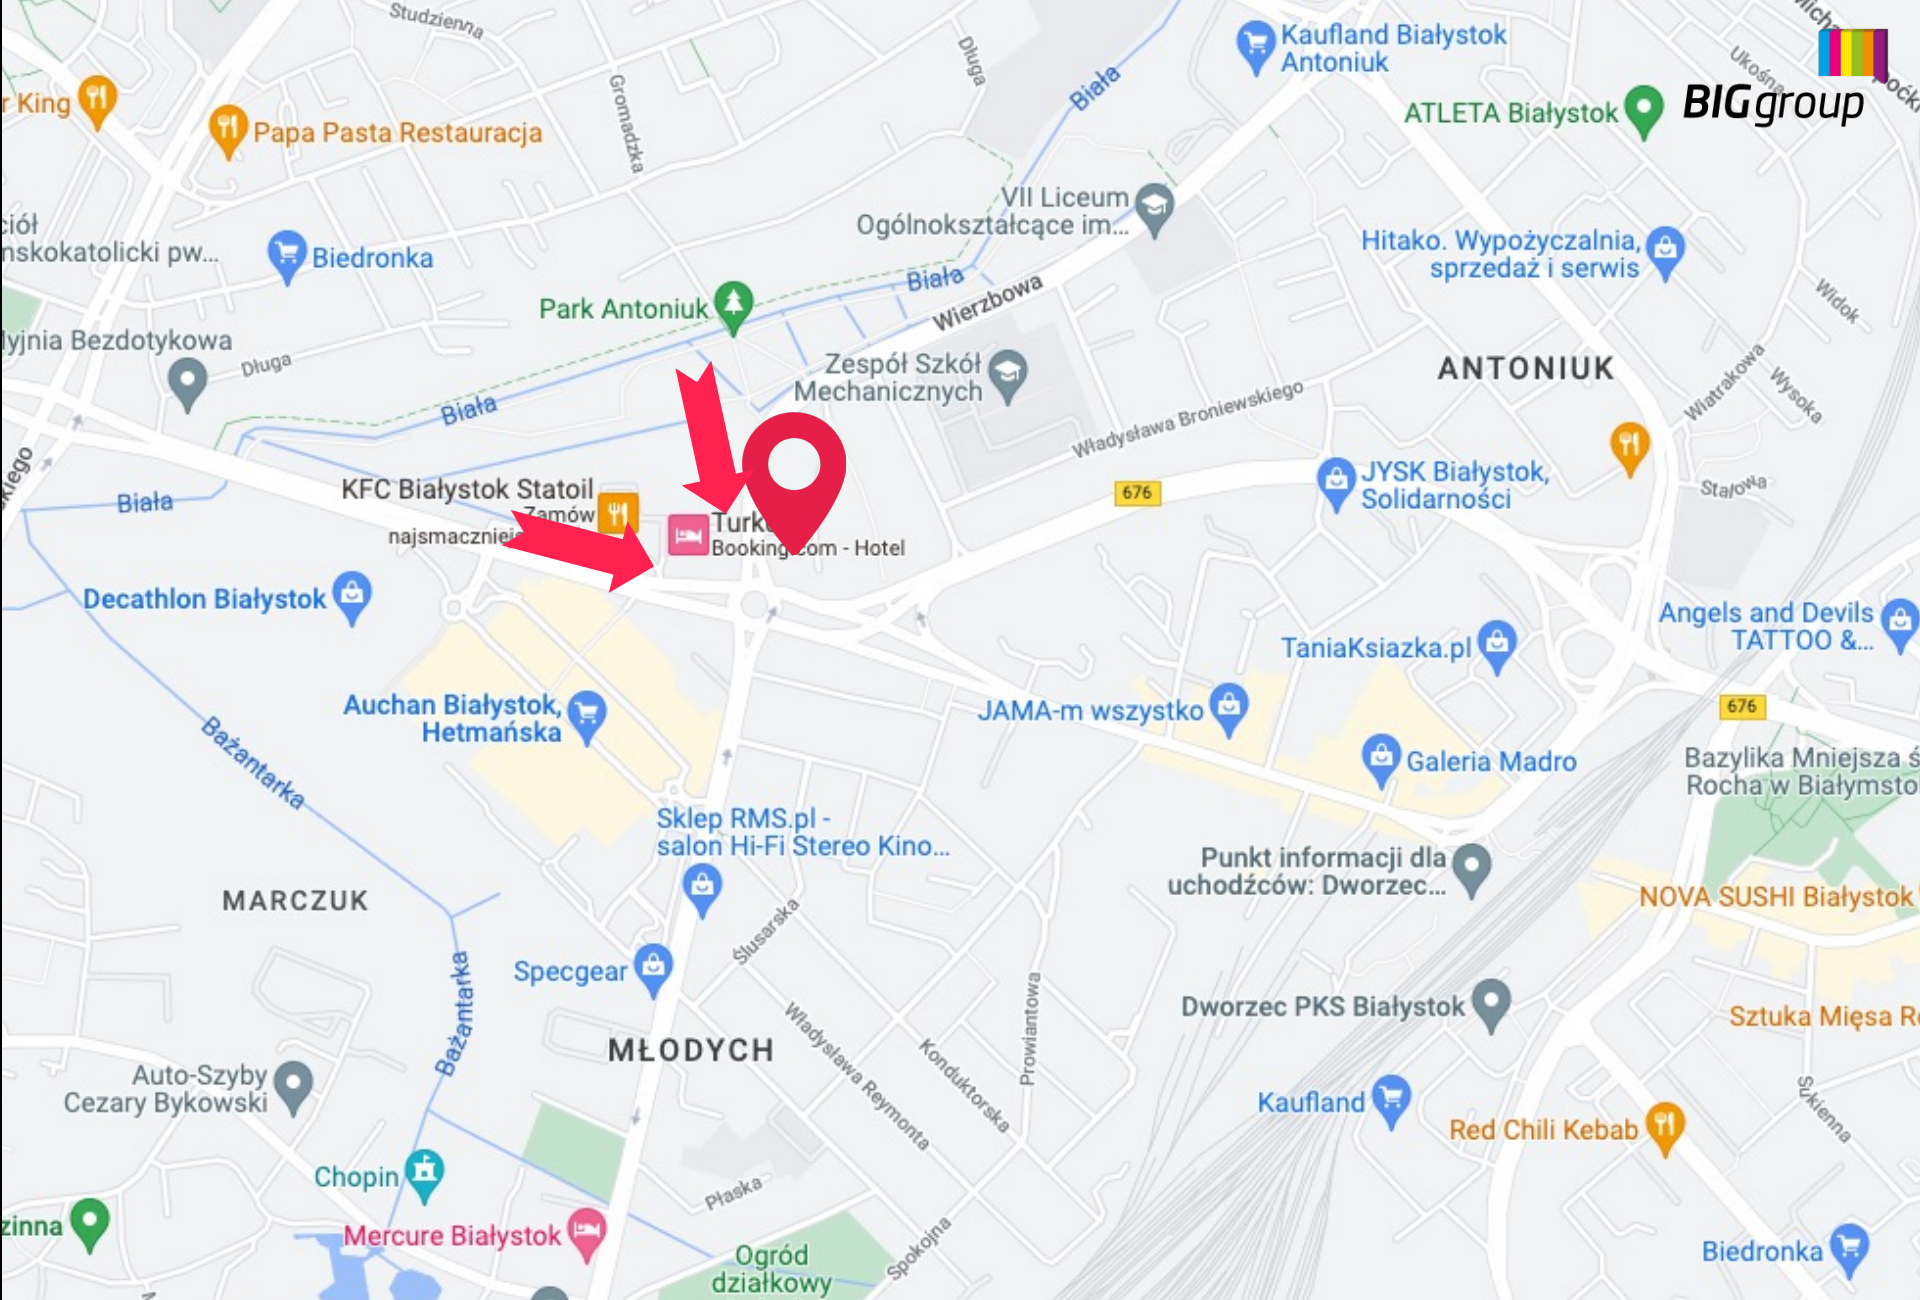 Studzienna
Gromadzka
Długa
Biała
Kaufland Białystok
Antoniuk
Ukośna
BIGgroup
ATLETA Białystok
r King
Papa Pasta Restauracja
VII Liceum
Ogólnokształcące im...
ciół
nskokatolicki pw...
Biedronka
Hitako. Wypożyczalnia,
sprzedaż i serwis
Biała
Wierzbowa
Widok
Park Antoniuk
yjnia Bezdotykowa
Długa
Zespół Szkół
Mechanicznych
ANTONIUK
Wiatrakowa
Wysoka
Biała
Władysława Broniewskiego
skiego
KFC Białystok Statoil
Zamów
najsmaczniejs
Biała
Turk
Booking.com - Hotel
676
JYSK Białystok,
Solidarności
Stalowa
Decathlon Białystok
Angels and Devils
TATTOO &...
TaniaKsiazka.pl
Auchan Białystok,
Hetmańska
JAMA-m wszystko
676
Bażantarka
Galeria Madro
Bazylika Mniejsza ś
Rocha w Białymsto
Sklep RMS.pl -
salon Hi-Fi Stereo Kino...
Punkt informacji dla
uchodźców: Dworzec...
MARCZUK
NOVA SUSHI Białystok
Ślusarska
Specgear
Bażantarka
Prowiantowa
Dworzec PKS Białystok
Sztuka Mięsa Re
MŁODYCH
Władysława Reymonta
Konduktorska
Auto-Szyby
Cezary Bykowski
Kaufland
Red Chili Kebab
Sukienna
Chopin
Płaska
zinna
Mercure Białystok
Spokojna
Ogród
działkowy
Biedronka